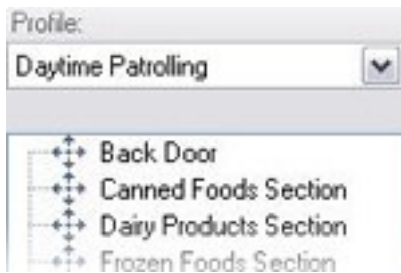 Profile:
Daytime Patrolling
Back Door
Canned Foods Section
Dairy Products Section
Frozen Foods Section